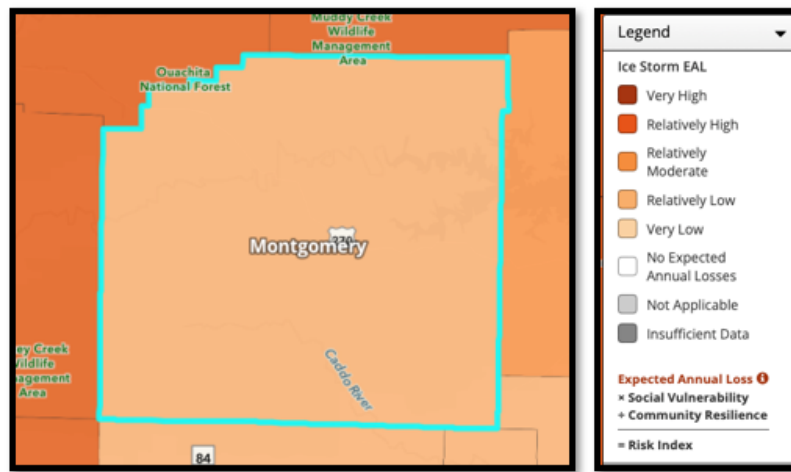 Muddy Creek
Wildlife
Management
Area
Ouachita
National Forest
270
Montgomery
ey Creek
Wildlife
agement
Area
Caddo River
84
Legend
Ice Storm EAL
Very High
Relatively High
Relatively
Moderate
Relatively Low
Very Low
No Expected
Annual Losses
Not Applicable
Insufficient Data
Expected Annual Loss
× Social Vulnerability
÷ Community Resilience
= Risk Index